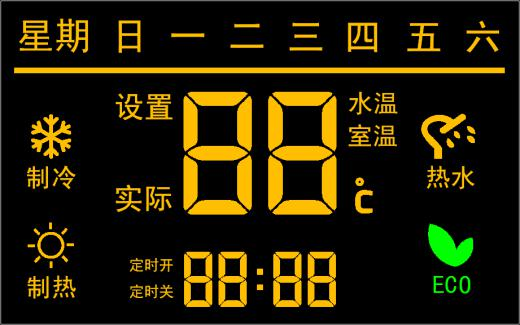 星期 日 一 二 三 四 五 六
设置 88 水温
室温
制冷 热水
实际 ℃
定时开 88:88
定时关
制热 ECO